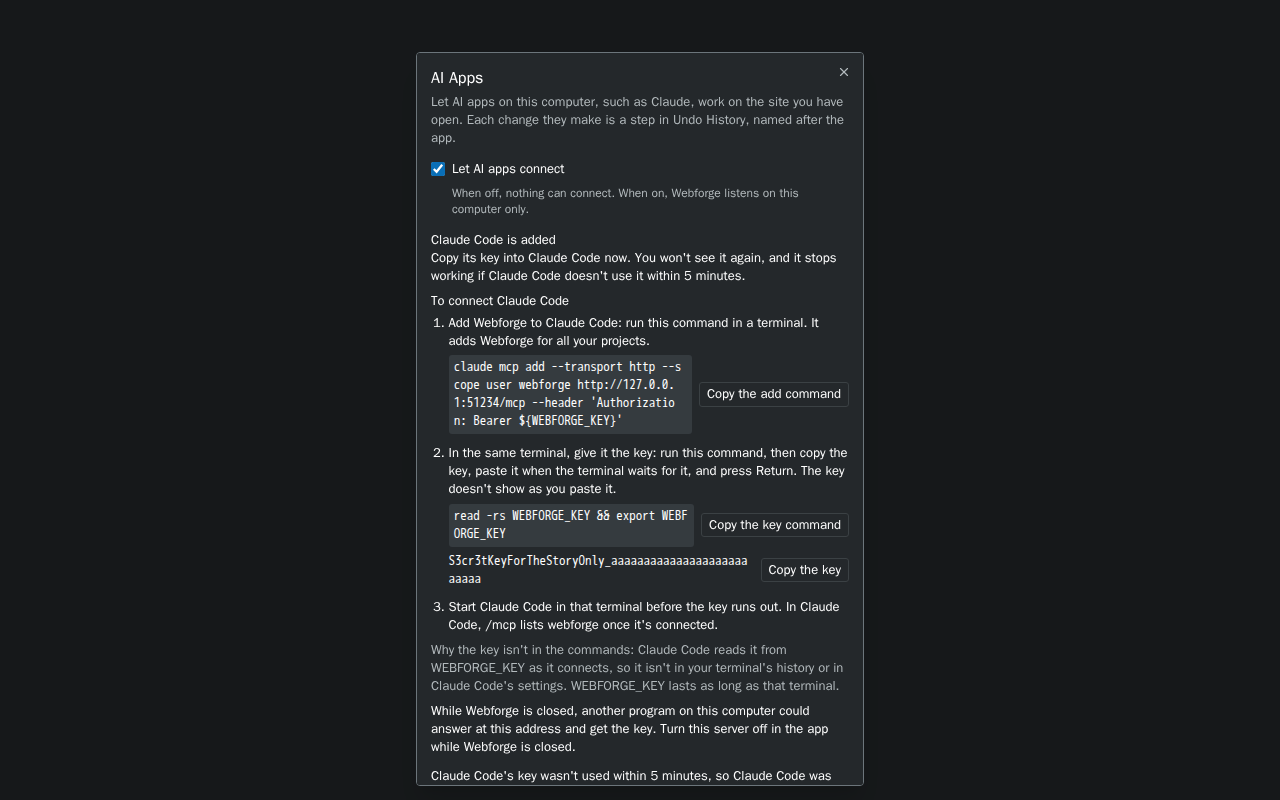 AI Apps
Let AI apps on this computer, such as Claude, work on the site you have
open. Each change they make is a step in Undo History, named after the
app.
Let AI apps connect
When off, nothing can connect. When on, Webforge listens on this
computer only.
Claude Code is added
Copy its key into Claude Code now. You won't see it again, and it stops
working if Claude Code doesn't use it within 5 minutes.
To connect Claude Code
1. Add Webforge to Claude Code: run this command in a terminal. It
adds Webforge for all your projects.
claude mcp add --transport http --s
cope user webforge http://127.0.0.
1:51234/mcp --header 'Authorizatio
n: Bearer ${WEBFORGE_KEY}'
Copy the add command
2. In the same terminal, give it the key: run this command, then copy the
key, paste it when the terminal waits for it, and press Return. The key
doesn't show as you paste it.
read -rs WEBFORGE_KEY && export WEBF
ORGE_KEY
Copy the key command
S3cr3tKeyForTheStoryOnly_aaaaaaaaaaaaaaaaaaaaa
aaaaa
Copy the key
3. Start Claude Code in that terminal before the key runs out. In Claude
Code, /mcp lists webforge once it's connected.
Why the key isn't in the commands: Claude Code reads it from
WEBFORGE_KEY as it connects, so it isn't in your terminal's history or in
Claude Code's settings. WEBFORGE_KEY lasts as long as that terminal.
While Webforge is closed, another program on this computer could
answer at this address and get the key. Turn this server off in the app
while Webforge is closed.
Claude Code's key wasn't used within 5 minutes, so Claude Code was